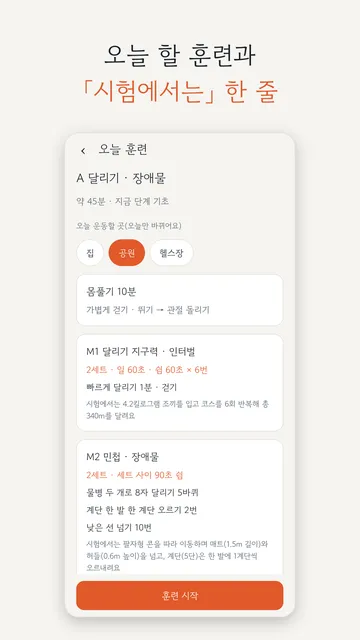 오늘 할 훈련과
「시험에서는」 한 줄
‹ 오늘 훈련
A 달리기 · 장애물
약 45분 · 지금 단계 기초
오늘 운동할 곳(오늘만 바뀌어요)
집 공원 헬스장
몸풀기 10분
가볍게 걷기 · 뛰기 → 관절 돌리기
M1 달리기 지구력 · 인터벌
2세트 · 일 60초 · 쉼 60초 × 6번
빠르게 달리기 1분 · 걷기
시험에서는 4.2킬로그램 조끼를 입고 코스를 6회 반복해 총
340m를 달려요
M2 민첩 · 장애물
2세트 · 세트 사이 90초 쉼
물병 두 개로 8자 달리기 5바퀴
계단 한 발 한 계단 오르기 2번
낮은 선 넘기 10번
시험에서는 팔자형 콘을 따라 이동하며 매트(1.5m 길이)와
허들(0.6m 높이)을 넘고, 계단(5단)은 한 발에 1계단씩
오르내려요
훈련 시작